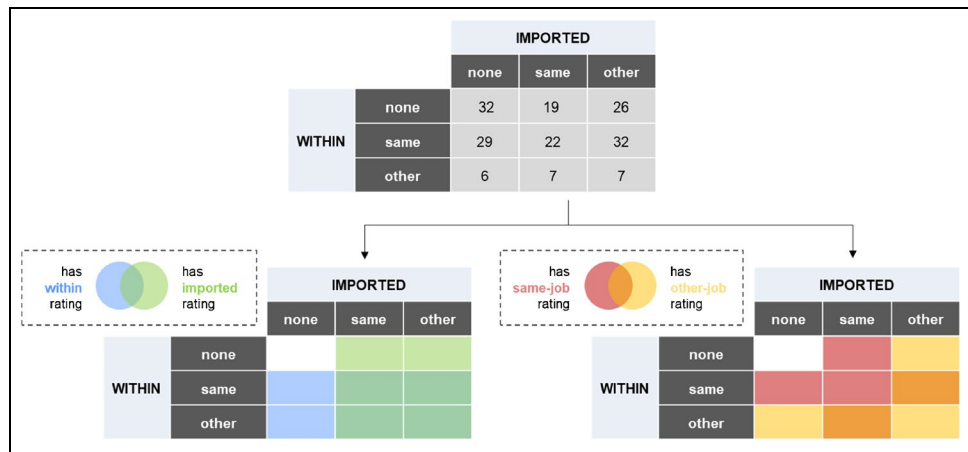 IMPORTED
none same other
none 32 19 26
WITHIN same 29 22 32
other 6 7 7
has within rating
has imported rating
IMPORTED
none same other
none
WITHIN same
other
has same-job rating
has other-job rating
IMPORTED
none same other
none
WITHIN same
other